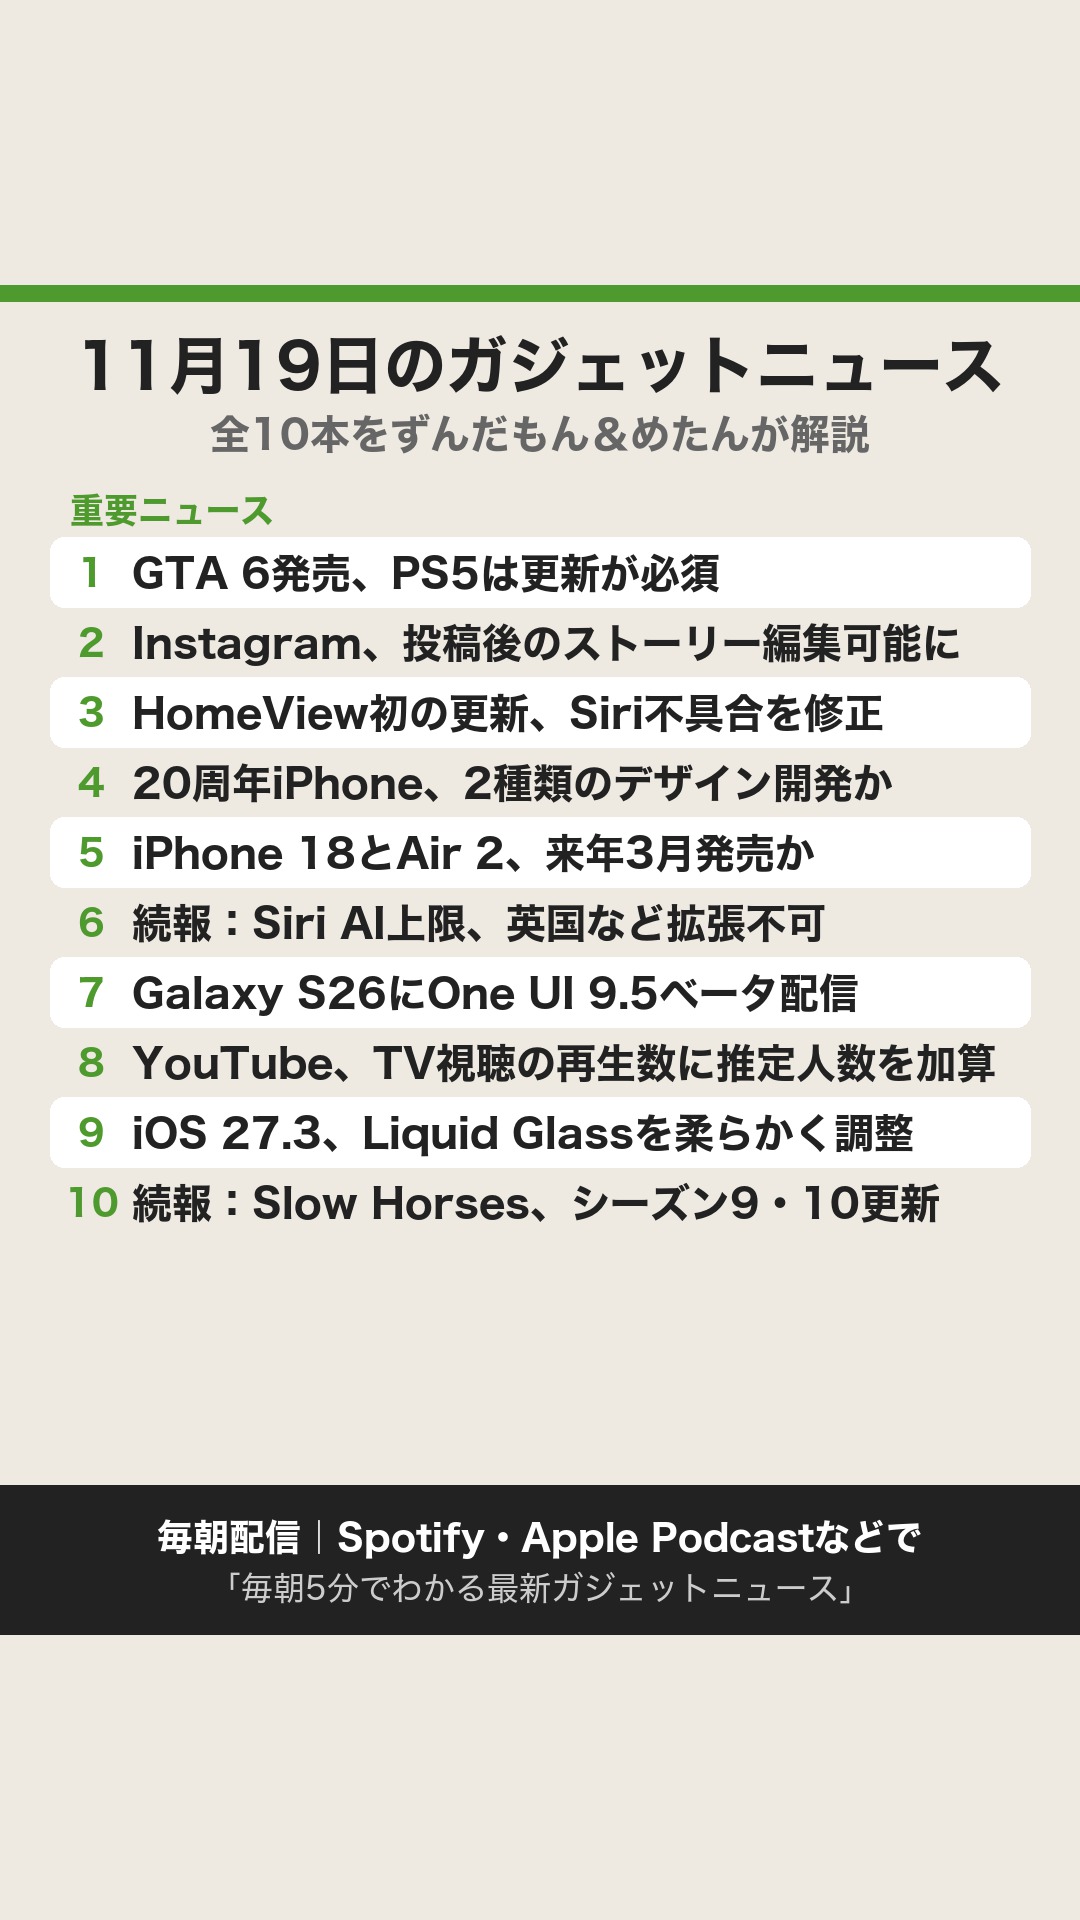 11月19日のガジェットニュース
全10本をずんだもん＆めたんが解説
重要ニュース
1 GTA 6発売、PS5は更新が必須
2 Instagram、投稿後のストーリー編集可能に
3 HomeView初の更新、Siri不具合を修正
4 20周年iPhone、2種類のデザイン開発か
5 iPhone 18とAir 2、来年3月発売か
6 続報：Siri AI上限、英国など拡張不可
7 Galaxy S26にOne UI 9.5ベータ配信
8 YouTube、TV視聴の再生数に推定人数を加算
9 iOS 27.3、Liquid Glassを柔らかく調整
10 続報：Slow Horses、シーズン9・10更新
毎朝配信｜Spotify・Apple Podcastなどで
「毎朝5分でわかる最新ガジェットニュース」